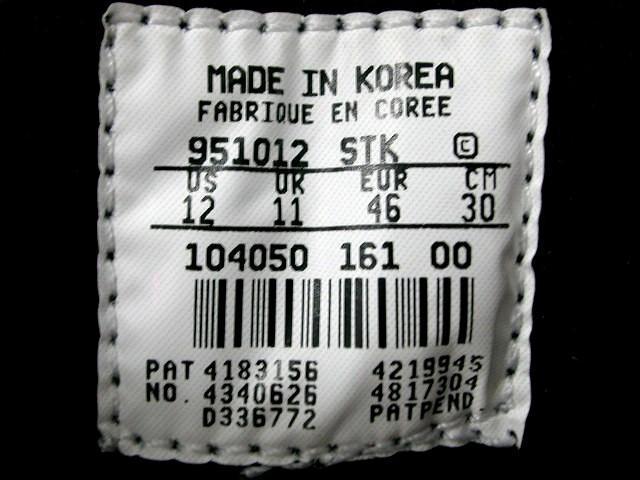 MADE IN KOREA
FABRIQUE EN COREE
951012 STK C
US UK EUR CM
12 11 46 30
104050 161 00
PAT 4183156 4219945
NO. 4340626 4817304
D336772 PATPEND.